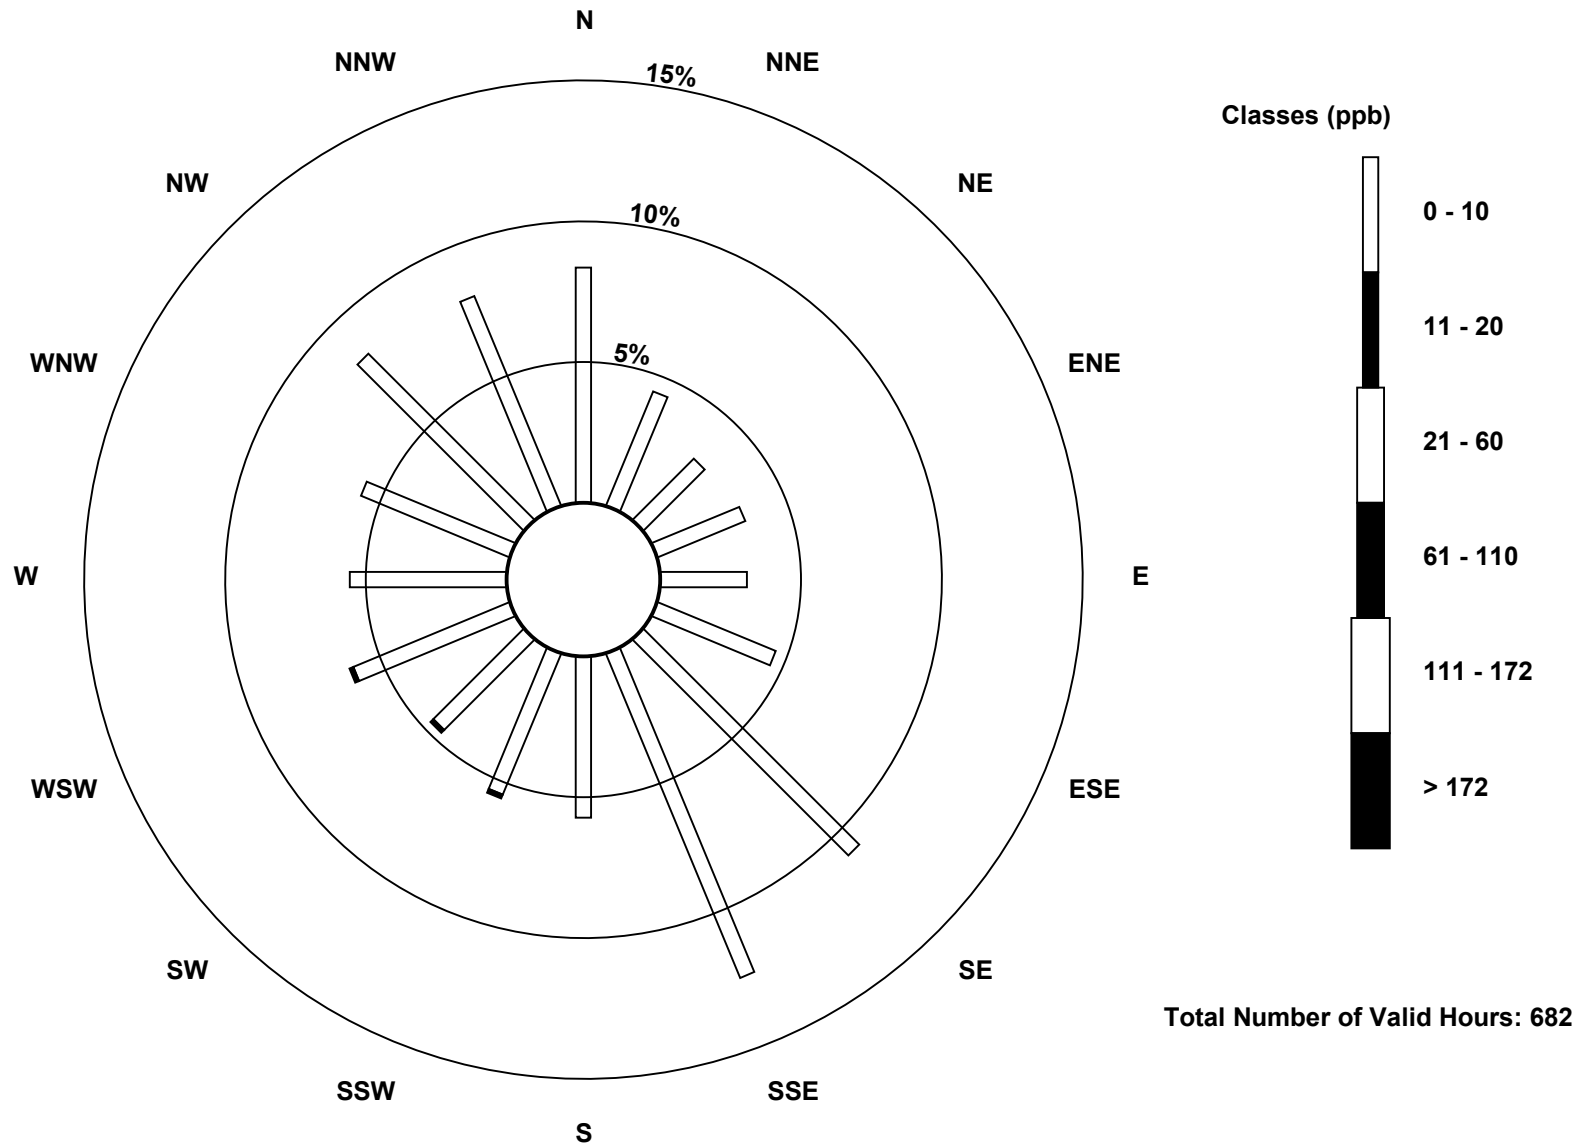 N
NNW
NNE
15%
Classes (ppb)
NW
NE
10%
0 - 10
11 - 20
5%
WNW
ENE
21 - 60
W
E
61 - 110
111 - 172
WSW
ESE
> 172
SW
SE
Total Number of Valid Hours: 682
SSW
SSE
S